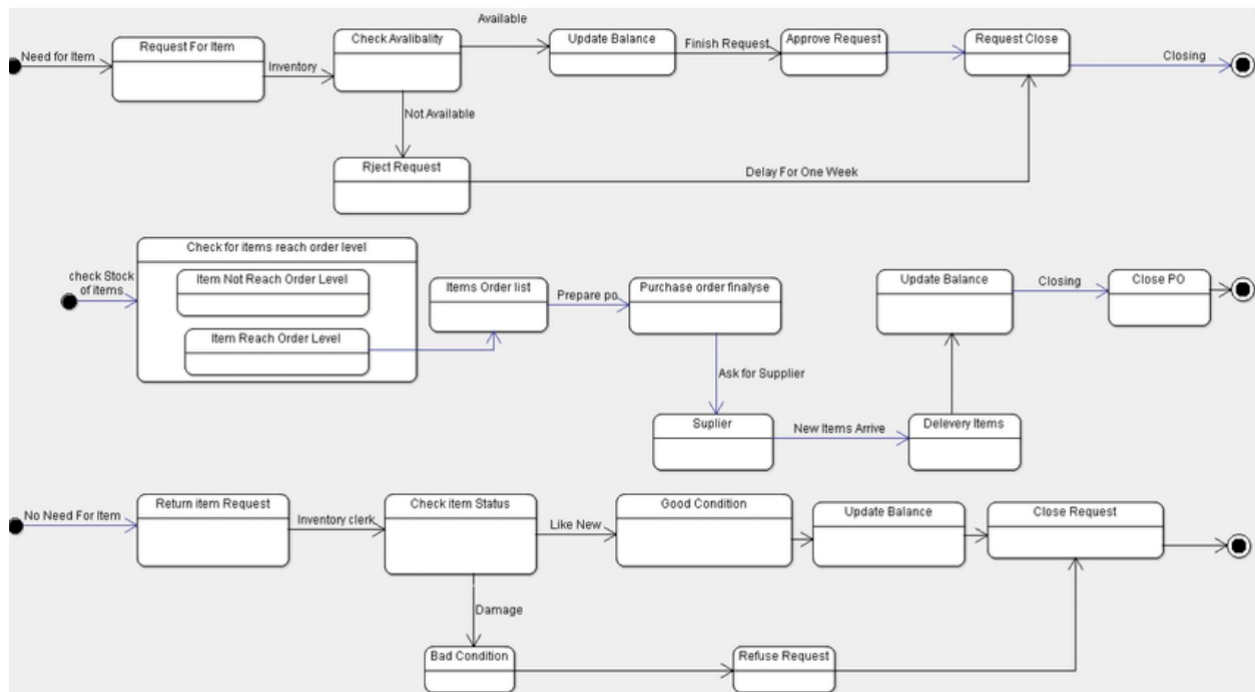 Available
Need for Item
Request For Item
Inventory
Check Avalibality
Update Balance
Finish Request
Approve Request
Request Close
Closing
Not Available
Rject Request
Delay For One Week
check Stock
of items
Check for items reach order level
Item Not Reach Order Level
Item Reach Order Level
Items Order list
Prepare po
Purchase order finalyse
Update Balance
Closing
Close PO
Ask for Supplier
Suplier
New Items Arrive
Delevery Items
No Need For Item
Return item Request
Inventory clerk
Check item Status
Like New
Good Condition
Update Balance
Close Request
Damage
Bad Condition
Refuse Request